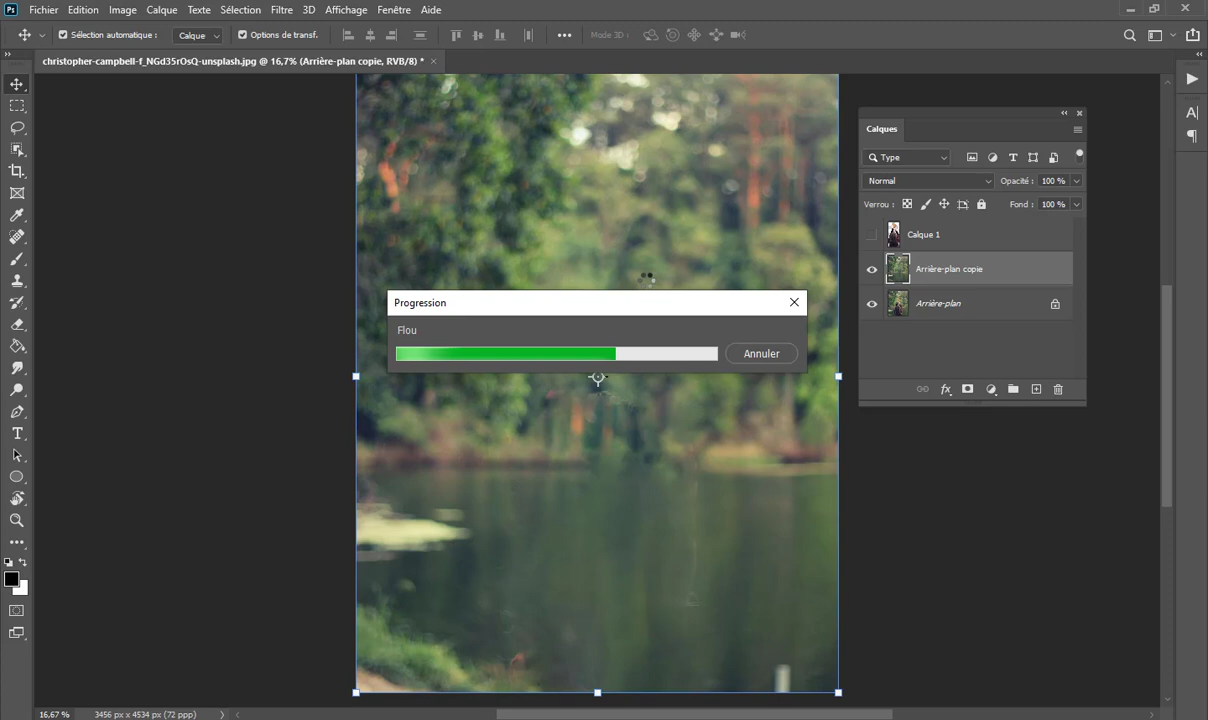 Ps Fichier Edition Image Calque Texte Sélection Filtre 3D Affichage Fenêtre Aide
Sélection automatique : Calque Options de transf. ••• Mode 3D :
christopher-campbell-f_NGd35rOsQ-unsplash.jpg @ 16,7% (Arrière-plan copie, RVB/8) * ×
Calques
Type
Normal Opacité : 100 %
Verrou : Fond : 100 %
Calque 1
Arrière-plan copie
Arrière-plan
fx
Progression
Flou
Annuler
16,67 % 3456 px x 4534 px (72 ppp)